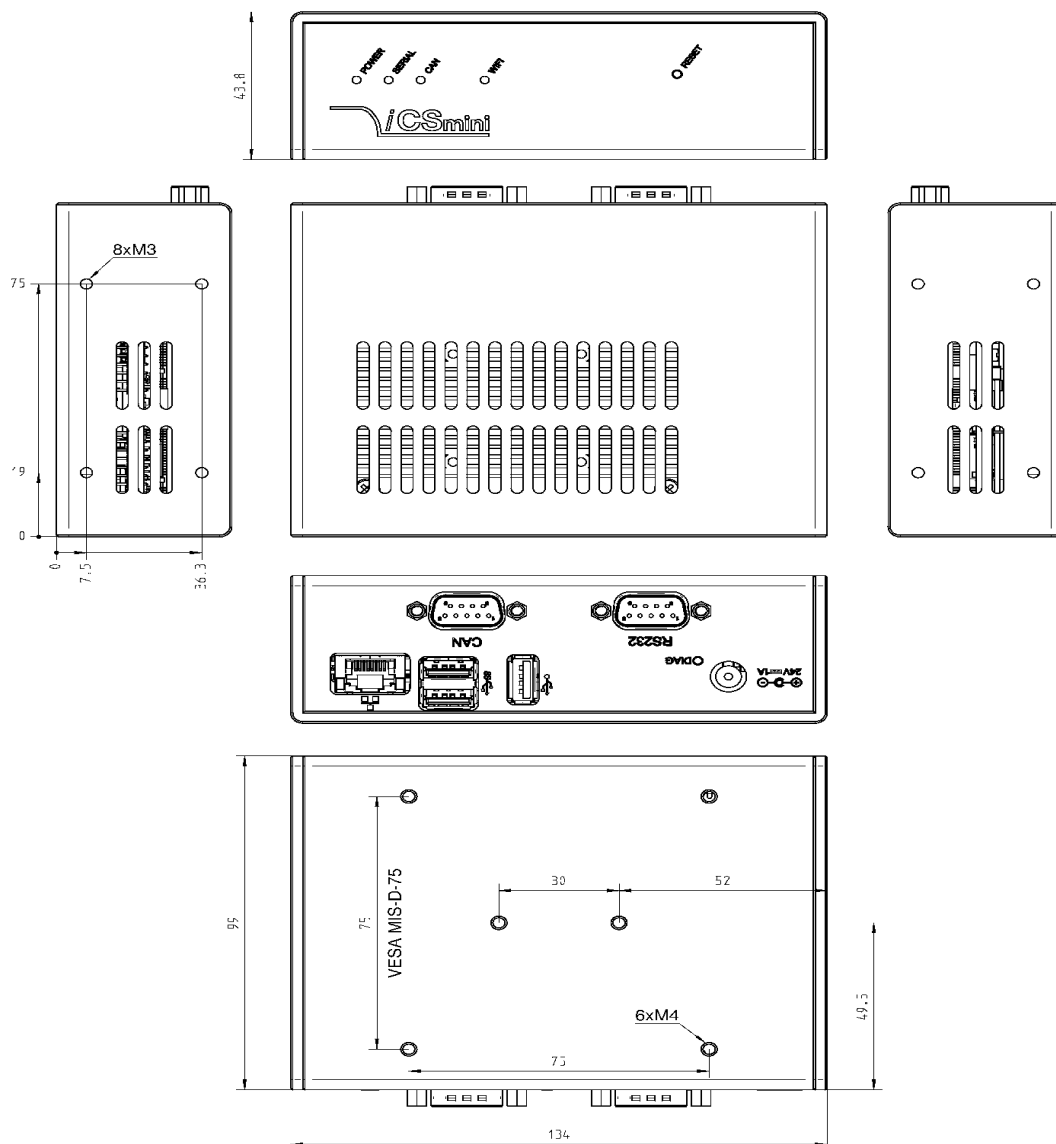 43.8
POWER
SERIAL
CAN
WIFI
RESET
iCSmini
8xM3
75
0
0
7.5
36.3
CAN
RS232
DIAG
24V 1A
30
52
99
75
VESA MIS-D-75
49.5
6xM4
75
134